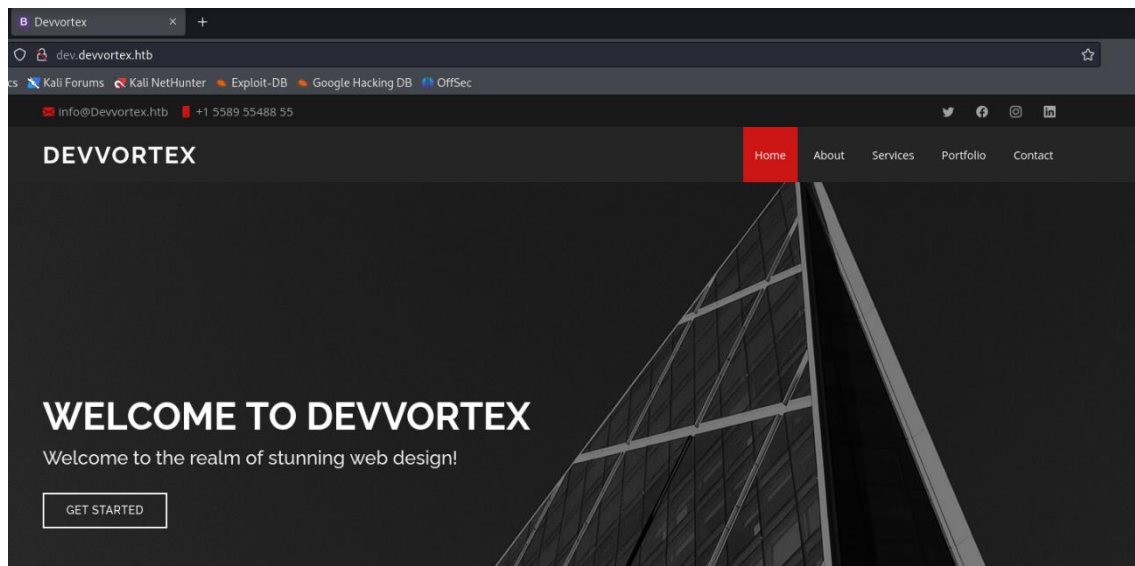 B Devvortex × +
dev.devvortex.htb
cs Kali Forums Kali NetHunter Exploit-DB Google Hacking DB OffSec
info@Devvortex.htb +1 5589 55488 55
DEVVORTEX
Home About Services Portfolio Contact
WELCOME TO DEVVORTEX
Welcome to the realm of stunning web design!
GET STARTED